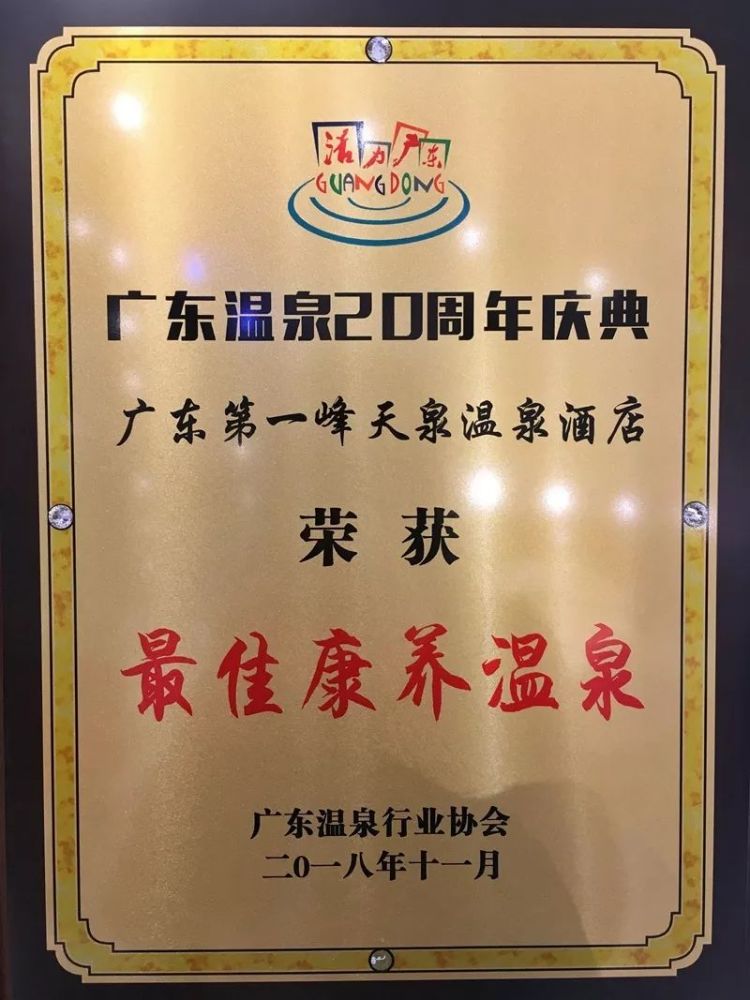 活力广东
GUANGDONG
广东温泉20周年庆典
广东第一峰天泉温泉酒店
荣获
最佳康养温泉
广东温泉行业协会
二0一八年十一月